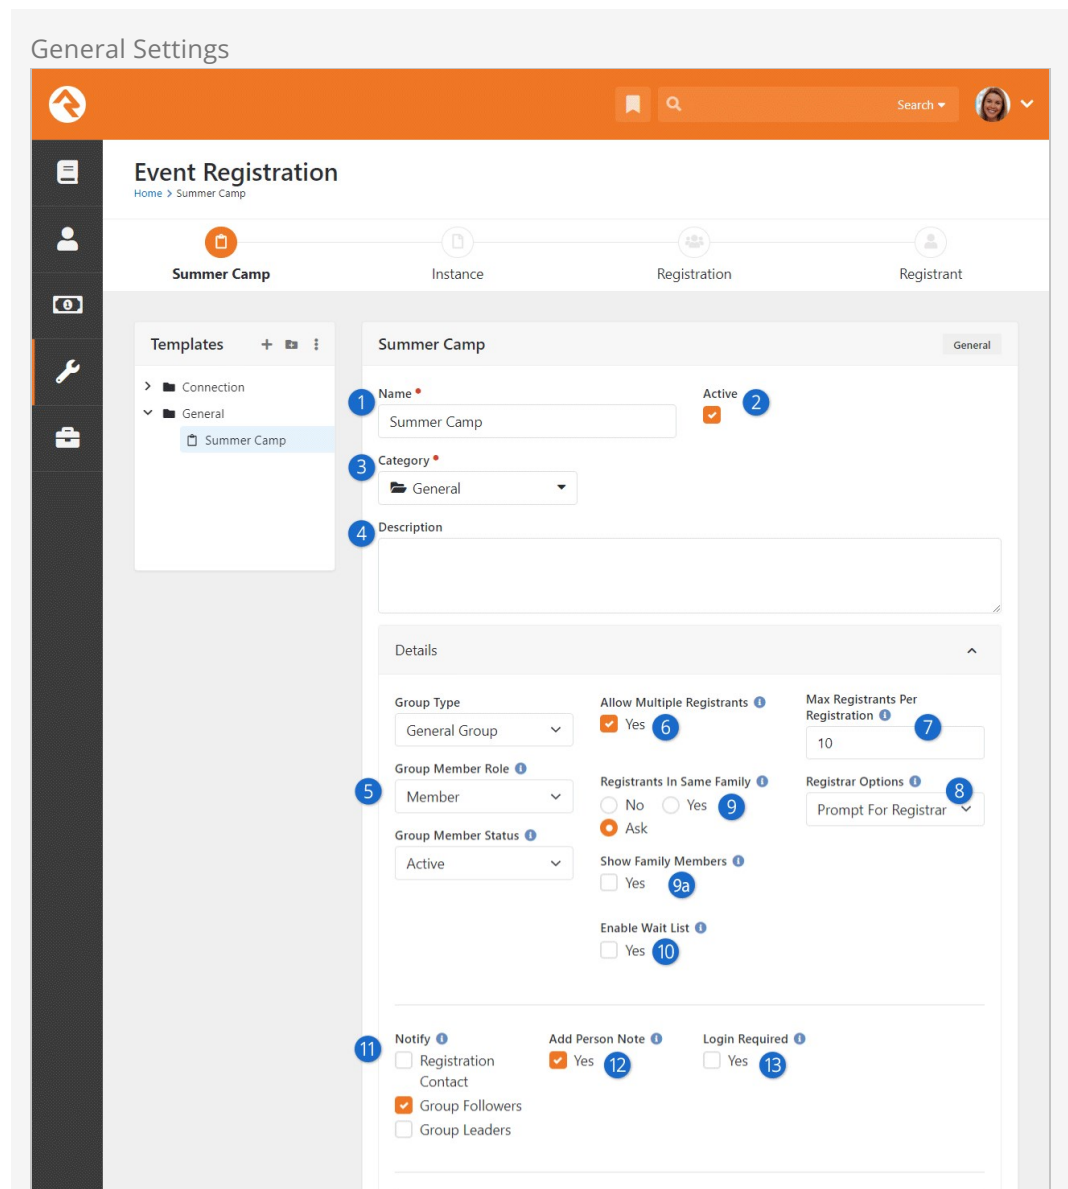 General Settings
Search
Event Registration
Home > Summer Camp
Summer Camp
Instance
Registration
Registrant
Templates
Connection
General
Summer Camp
Summer Camp
General
1
Name
Active
2
Summer Camp
3
Category
General
4
Description
Details
Group Type
General Group
Allow Multiple Registrants
Yes
6
Max Registrants Per
Registration
7
10
5
Group Member Role
Member
Registrants In Same Family
No
Yes
9
Ask
Registrar Options
8
Prompt For Registrar
Group Member Status
Active
Show Family Members
Yes
9a
Enable Wait List
Yes
10
11
Notify
Registration
Contact
Group Followers
Group Leaders
Add Person Note
Yes
12
Login Required
Yes
13